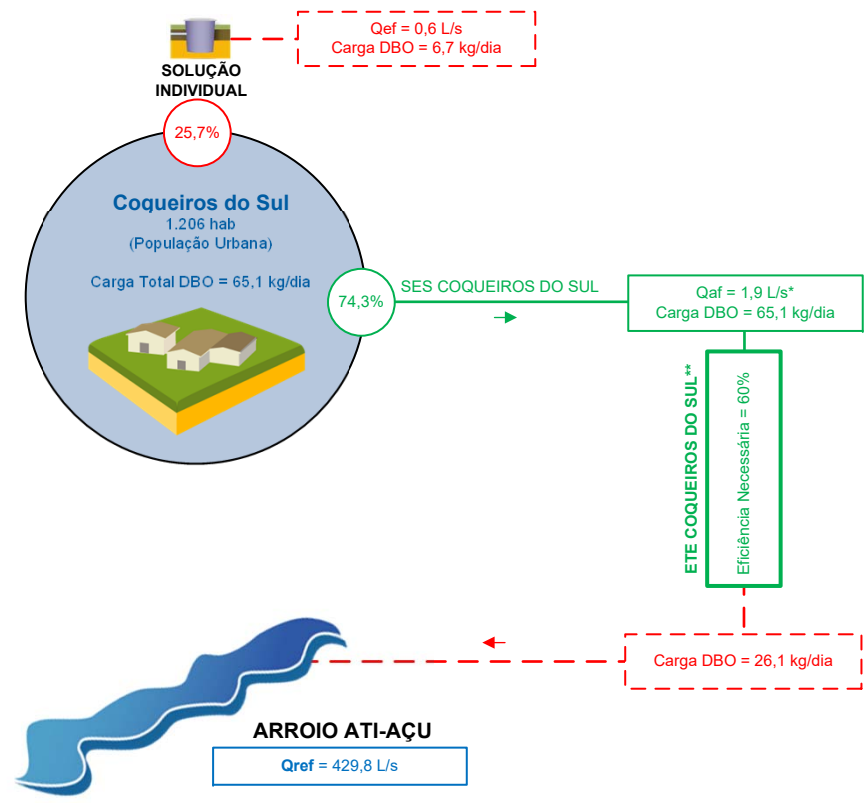 Qef = 0,6 L/s
Carga DBO = 6,7 kg/dia
SOLUÇÃO
INDIVIDUAL
25,7%
Coqueiros do Sul
1.206 hab
(População Urbana)
Carga Total DBO = 65,1 kg/dia
74,3%
SES COQUEIROS DO SUL
Qaf = 1,9 L/s*
Carga DBO = 65,1 kg/dia
ETE COQUEIROS DO SUL**
Eficiência Necessária = 60%
Carga DBO = 26,1 kg/dia
ARROIO ATI-AÇU
Qref = 429,8 L/s